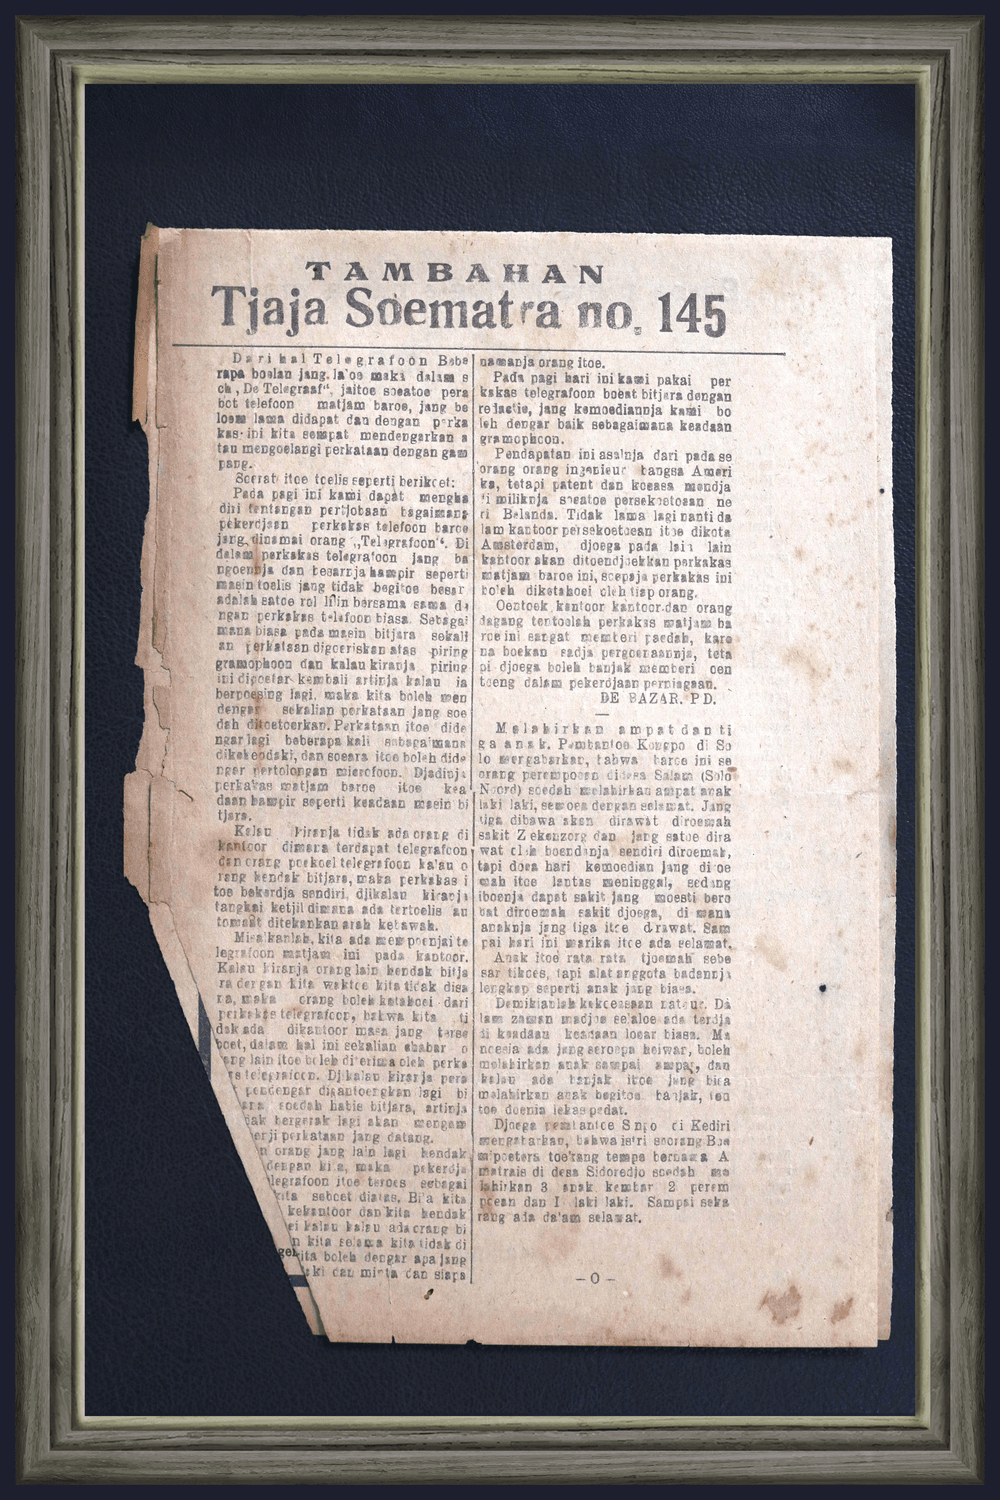 TAMBAHAN
Tjaja Soematra no. 145
Dari hal Telegrafoon Bebe
rapa boelan jang la'oe maka dalam s
ch „De Telegraaf“, jaitoe soeatoe pera
bot telefoon matjam baroe, jang be
loem lama didapat dan dengan perka
kas ini kita sempat mendengarkan a
tau mengoelangi perkataan dengan gam
pang.
Soerat itoe toelis seperti berikoet:
Pada pagi ini kami dapat mengha
diri tentangan pertjobaan bagaimana
pekerdjaan perkakas telefoon baroe
jang dinamai orang „Telegrafoon“. Di
dalam perkakas telegrafoon jang ba
ngoennja dan besarnja hampir seperti
masin toelis jang tidak begitoe besar
adalah satoe rol lilin bersama sama de
ngan perkakas telefoon biasa. Sebagai
mana biasa pada masin bitjara sekali
an perkataan digoeriskan atas piring
gramophoon dan kalau kiranja piring
ini dipoetar kembali artinja kalau ia
berpoesing lagi, maka kita boleh men
dengar sekalian perkataan jang soe
dah ditoetoerkan. Perkataan itoe dide
ngar lagi beberapa kali sebagaimana
dikehendaki, dan soeara itoe boleh dide
ngar pertolongan microfoon. Djadinja
perkakas matjam baroe itoe kea
daan hampir seperti keadaan masin bi
tjara.
Kalau kiranja tidak ada orang di
kantoor dimana terdapat telegrafoon
dan orang poekoel telegrafoon kalau o
rang hendak bitjara, maka perkakas i
toe bekerdja sendiri, djikalau kiranja
tangkai ketjil dimana ada tertoelis au
tomaat ditekankan arah kebawah.
Misalkanlah, kita ada mempoenjai te
legrafoon matjam ini pada kantoor.
Kalau kiranja orang lain hendak bitja
ra dengan kita waktoe kita tidak disa
na, maka orang boleh ketahoei dari
perkakas telegrafoon, bahwa kita ti
dak ada dikantoor masa jang terse
boet, dalam hal ini sekalian chabar o
ang lain itoe boleh diterima oleh perka
as telegrafoon. Djikalau kiranja pera
pendengar digantoengkan lagi bi
ara soedah habis bitjara, artinja
dak bergerak lagi akan mengam
erji perkataan jang datang.
n orang jang lain lagi hendak
dengan kita, maka pekerdja
legrafoon itoe teroes sebagai
kita seboet diatas. Bila kita
kekantoor dan kita hendak
ei kalau kalau ada orang bi
n kita selama kita tidak di
kita boleh dengar apa jang
ki dan minta dan siapa
namanja orang itoe.
Pada pagi hari ini kami pakai per
kakas telegrafoon boeat bitjara dengan
redactie, jang kemoediannja kami bo
leh dengar baik sebagaimana keadaan
gramophoon.
Pendapatan ini asalnja dari pada se
orang orang ingenieur bangsa Ameri
ka, tetapi patent dan koeasa mendja
di miliknja soeatoe persekoetoean ne
ri Belanda. Tidak lama lagi nanti da
lam kantoor persekoetoean itoe dikota
Amsterdam, djoega pada lain lain
kantoor akan ditoendjoekkan perkakas
matjam baroe ini, soepaja perkakas ini
boleh diketahoei oleh tiap orang.
Oentoek kantoor kantoor dan orang
dagang tentoelah perkakas matjam ba
roe ini sangat memberi faedah, kare
na boekan sadja pergoenaannja, teta
pi djoega boleh banjak memberi oen
toeng dalam pekerdjaan perniagaan.
DE BAZAR. P D.
Melahirkan ampat dan ti
ga anak. Pembantoe Kongpo di So
lo mengabarkan, bahwa baroe ini se
orang perempoean didesa Salam (Solo
Noord) soedah melahirkan ampat anak
laki laki, semoea dengan selamat. Jang
tiga dibawa akan dirawat diroemah
sakit Ziekenzorg dan jang satoe dira
wat oleh boendanja sendiri diroemah,
tapi doea hari kemoedian jang di roe
mah itoe lantas meninggal, sedang
iboenja dapat sakit jang moesti bero
bat diroemah sakit djoega, di mana
anaknja jang tiga itoe dirawat. Sam
pai hari ini marika itoe ada selamat.
Anak itoe rata rata tjoemah sebe
sar tikoes, tapi alat anggota badannja
lengkap seperti anak jang biasa.
Demikianlah kekoeasaan natuur. Da
lam zaman madjoe selaloe ada terdja
di keadaan keadaan loear biasa. Ma
noesia ada jang seroepa heiwan, boleh
melahirkan anak sampai ampat, dan
kalau ada banjak itoe jang bisa
melahirkan anak begitoe banjak, ten
toe doenia lekas padat.
Djoega pembantoe Sinpo di Kediri
mengabarkan, bahwa istri seorang Boe
mipoetera toekang tempe bernama A
matrais di desa Sidoredjo soedah me
lahirkan 3 anak kembar 2 perem
poean dan 1 laki laki. Sampai seka
rang ada dalam selamat.
— O —